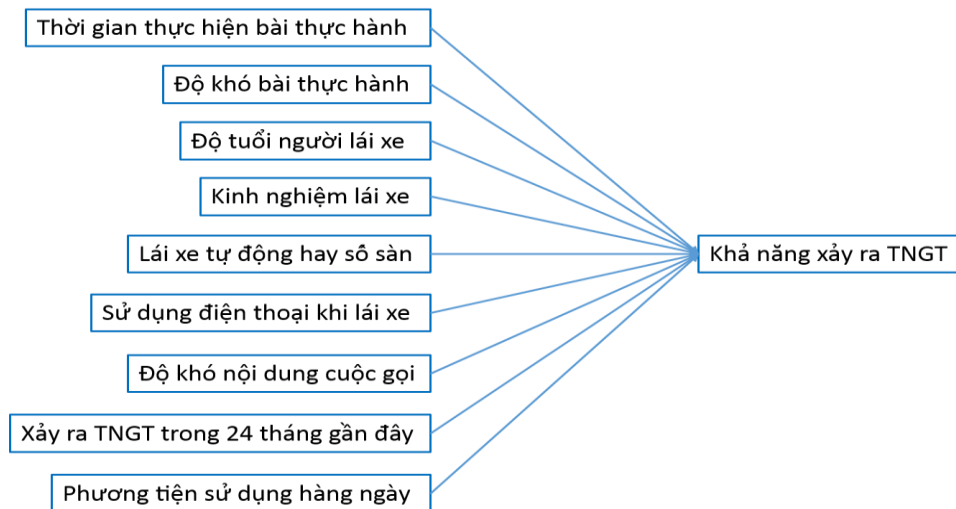 Thời gian thực hiện bài thực hành
Độ khó bài thực hành
Độ tuổi người lái xe
Kinh nghiệm lái xe
Lái xe tự động hay số sàn
Khả năng xảy ra TNGT
Sử dụng điện thoại khi lái xe
Độ khó nội dung cuộc gọi
Xảy ra TNGT trong 24 tháng gần đây
Phương tiện sử dụng hàng ngày